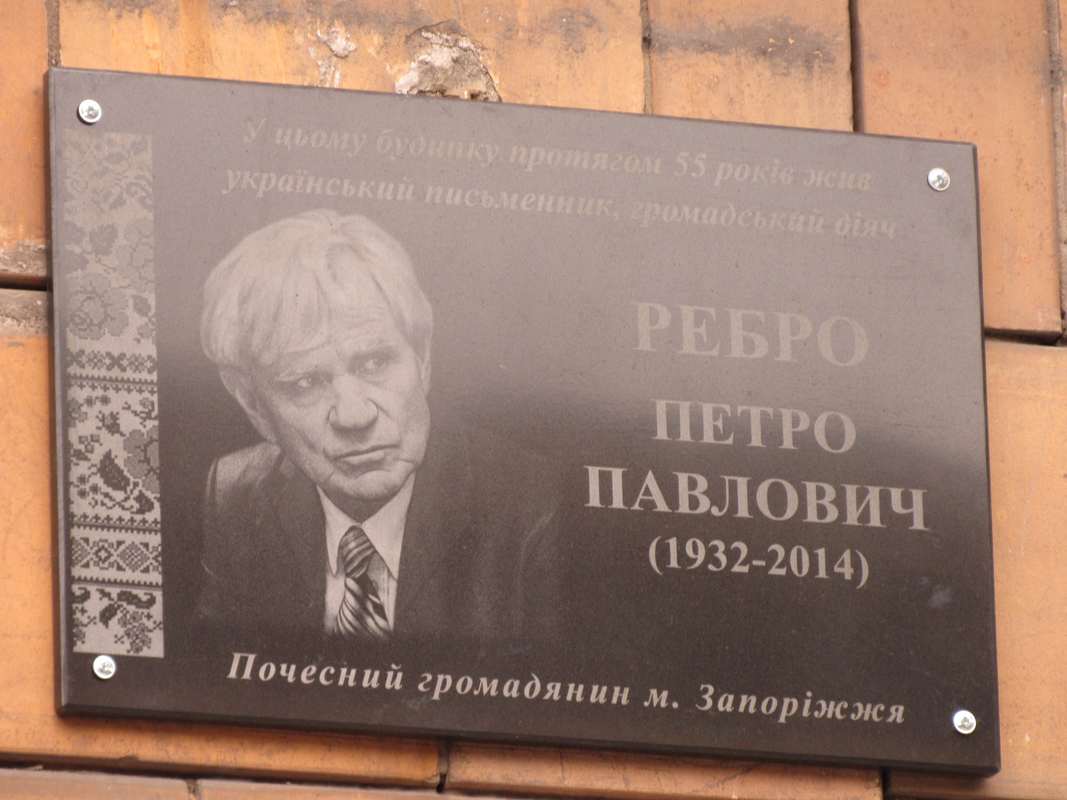 У цьому будинку протягом 55 років жив
український письменник, громадський діяч
РЕБРО
ПЕТРО
ПАВЛОВИЧ
(1932-2014)
Почесний громадянин м. Запоріжжя